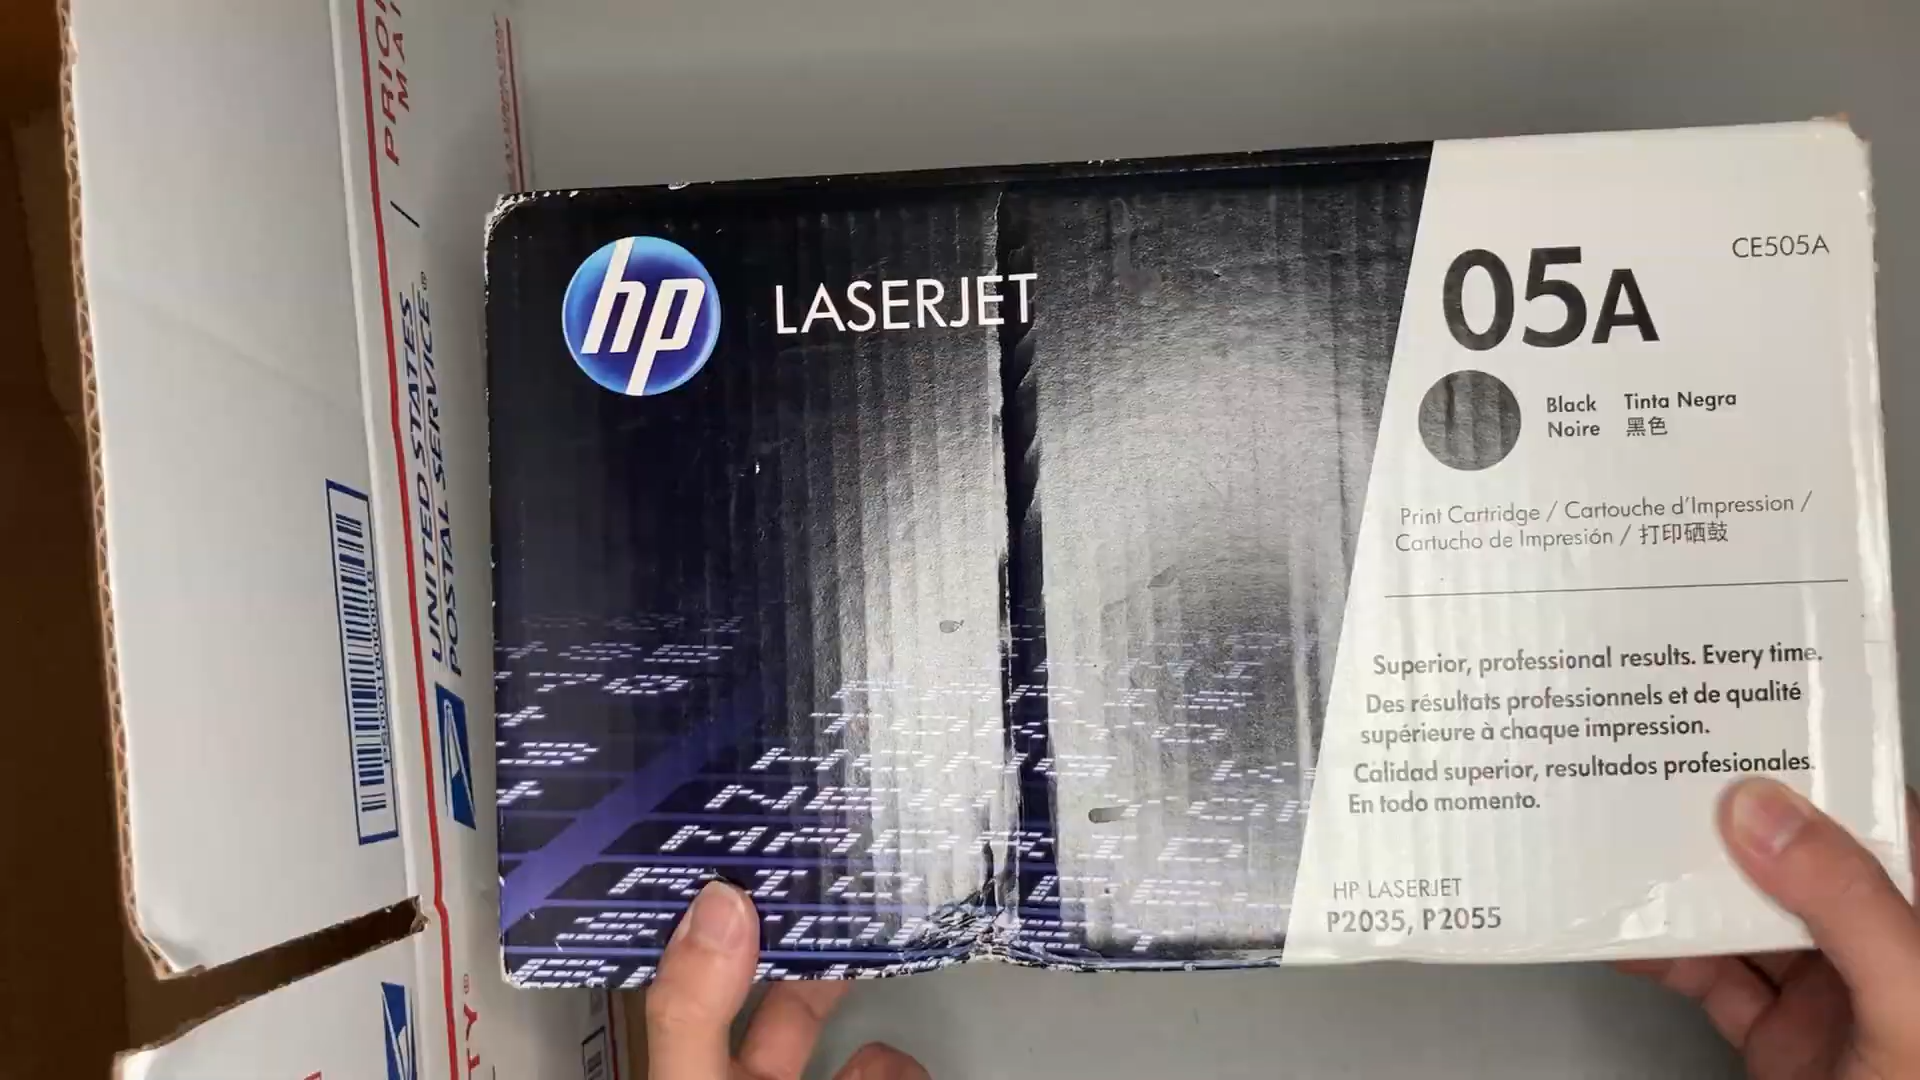 PRIORITY
UNITED STATES
POSTAL SERVICE®
hp
LASERJET
05A
CE505A
Black Tinta Negra
Noire 黑色
Print Cartridge / Cartouche d'Impression /
Cartucho de Impresión / 打印硒鼓
Superior, professional results. Every time.
Des résultats professionnels et de qualité
supérieure à chaque impression.
Calidad superior, resultados profesionales.
En todo momento.
HP LASERJET
P2035, P2055